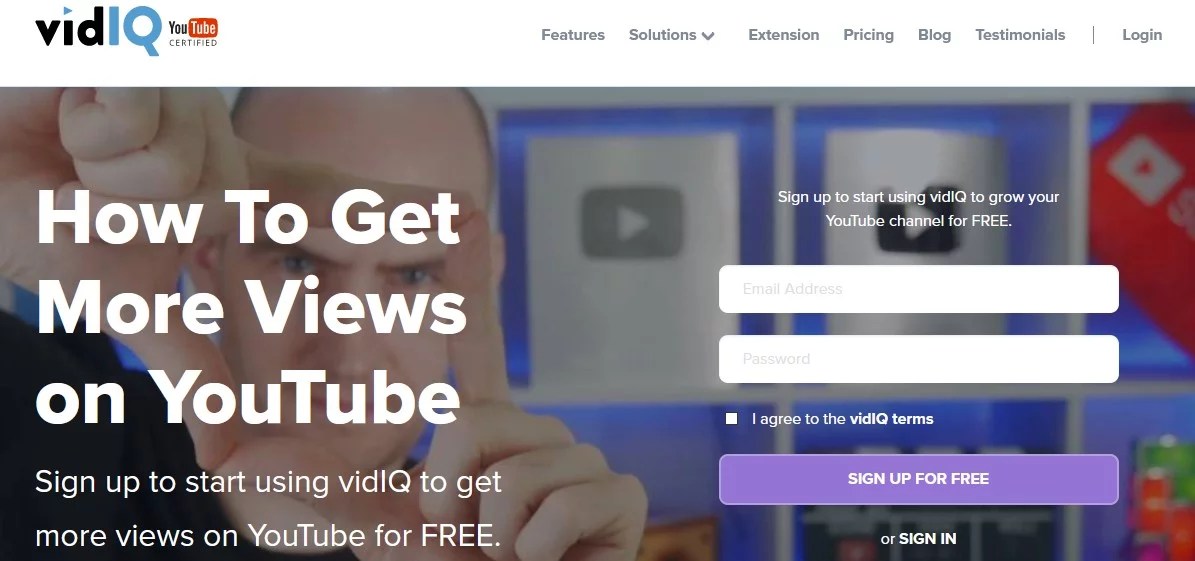 vidIQ YouTube CERTIFIED
Features Solutions Extension Pricing Blog Testimonials Login
How To Get
More Views
on YouTube
Sign up to start using vidIQ to get
more views on YouTube for FREE.
Sign up to start using vidIQ to grow your
YouTube channel for FREE.
Email Address
Password
I agree to the vidIQ terms
SIGN UP FOR FREE
or SIGN IN